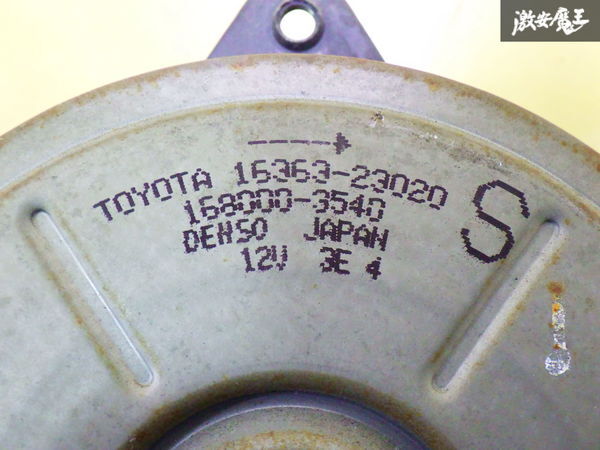 激安魔王
TOYOTA 16363-23020
168000-3540
DENSO JAPAN
12V 3E 4
S